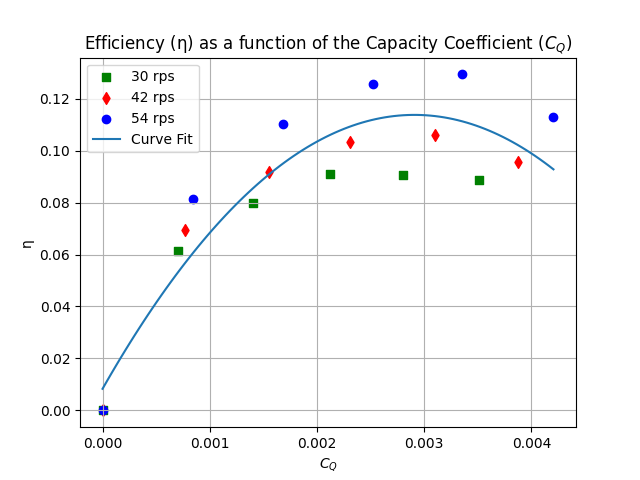 Efficiency (η) as a function of the Capacity Coefficient (C_Q)
30 rps
42 rps
54 rps
Curve Fit
0.12
0.10
0.08
0.06
0.04
0.02
0.00
η
0.000 0.001 0.002 0.003 0.004
C_Q